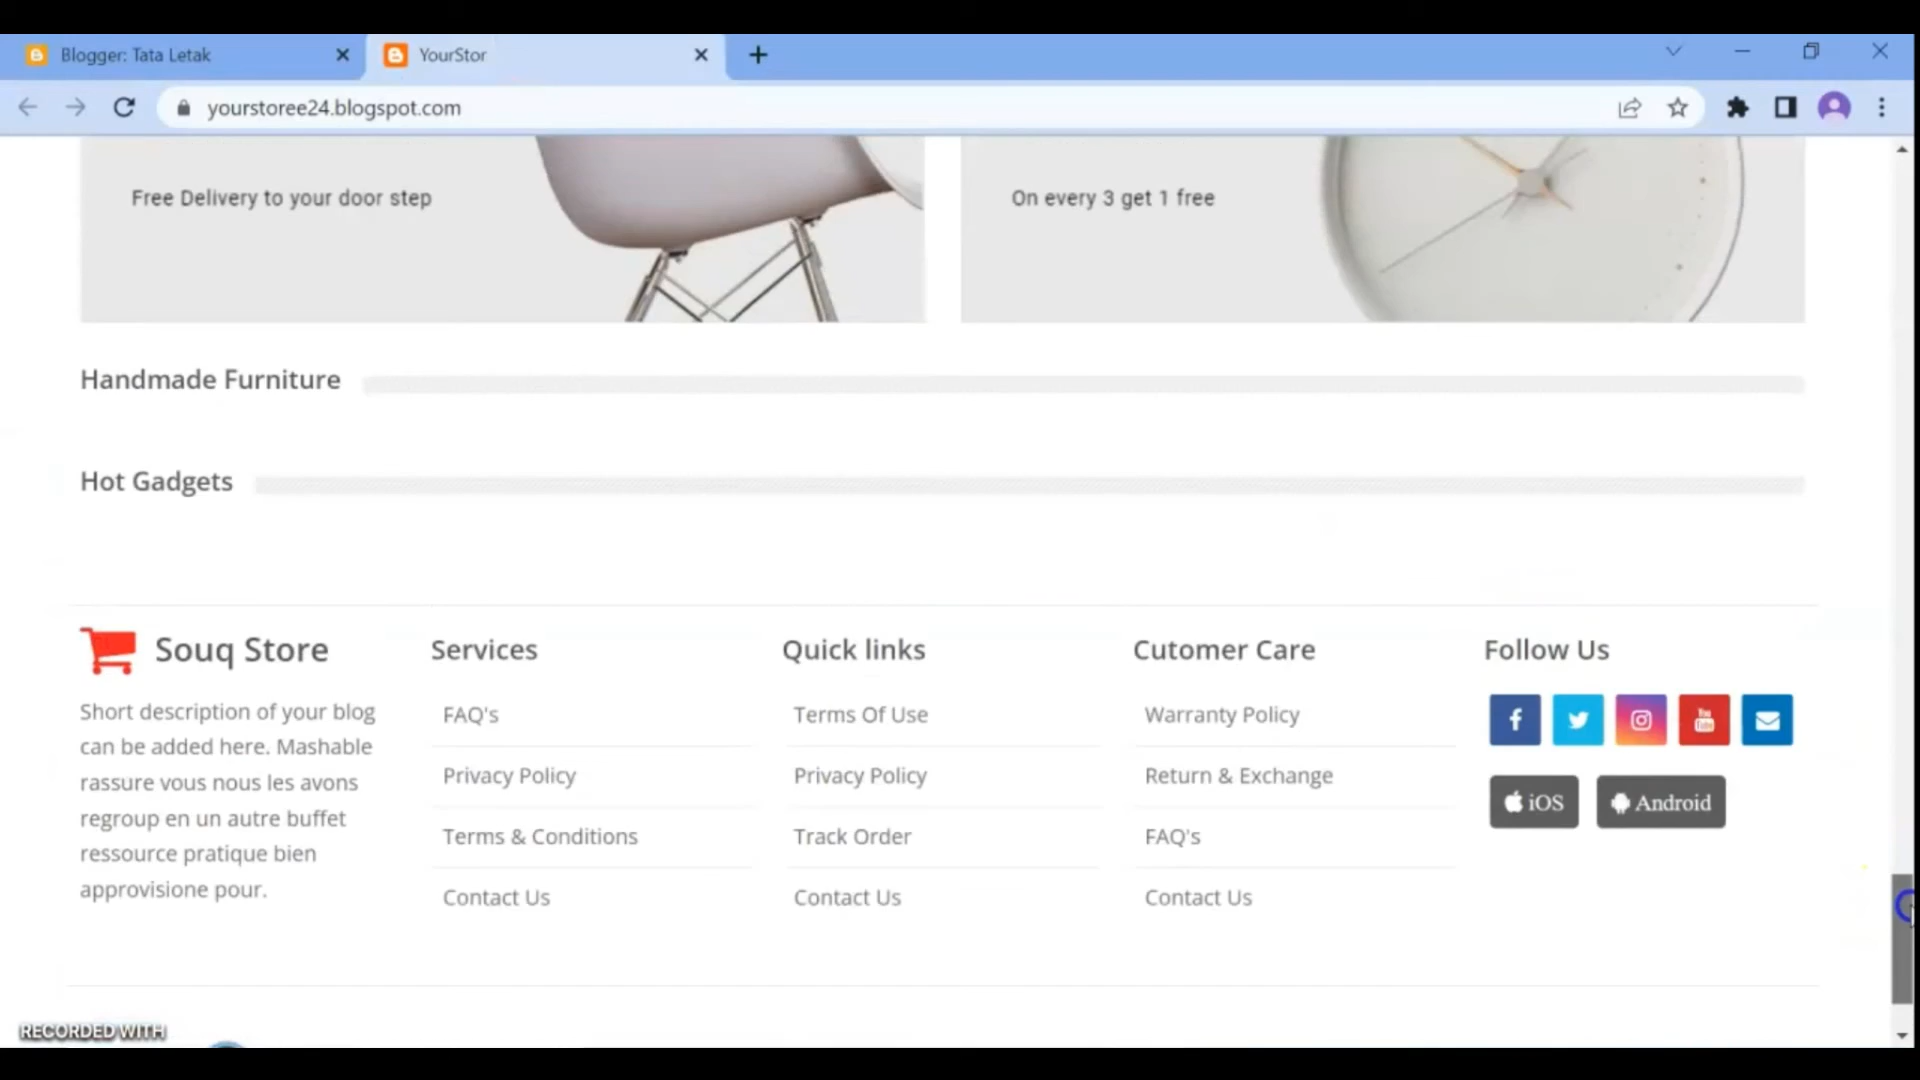 Blogger: Tata Letak
YourStor
yourstoree24.blogspot.com
Free Delivery to your door step
On every 3 get 1 free
Handmade Furniture
Hot Gadgets
Souq Store
Short description of your blog
can be added here. Mashable
rassure vous nous les avons
regroup en un autre buffet
ressource pratique bien
approvisione pour.
Services
FAQ's
Privacy Policy
Terms & Conditions
Contact Us
Quick links
Terms Of Use
Privacy Policy
Track Order
Contact Us
Cutomer Care
Warranty Policy
Return & Exchange
FAQ's
Contact Us
Follow Us
You
Tube
iOS
Android
RECORDED WITH